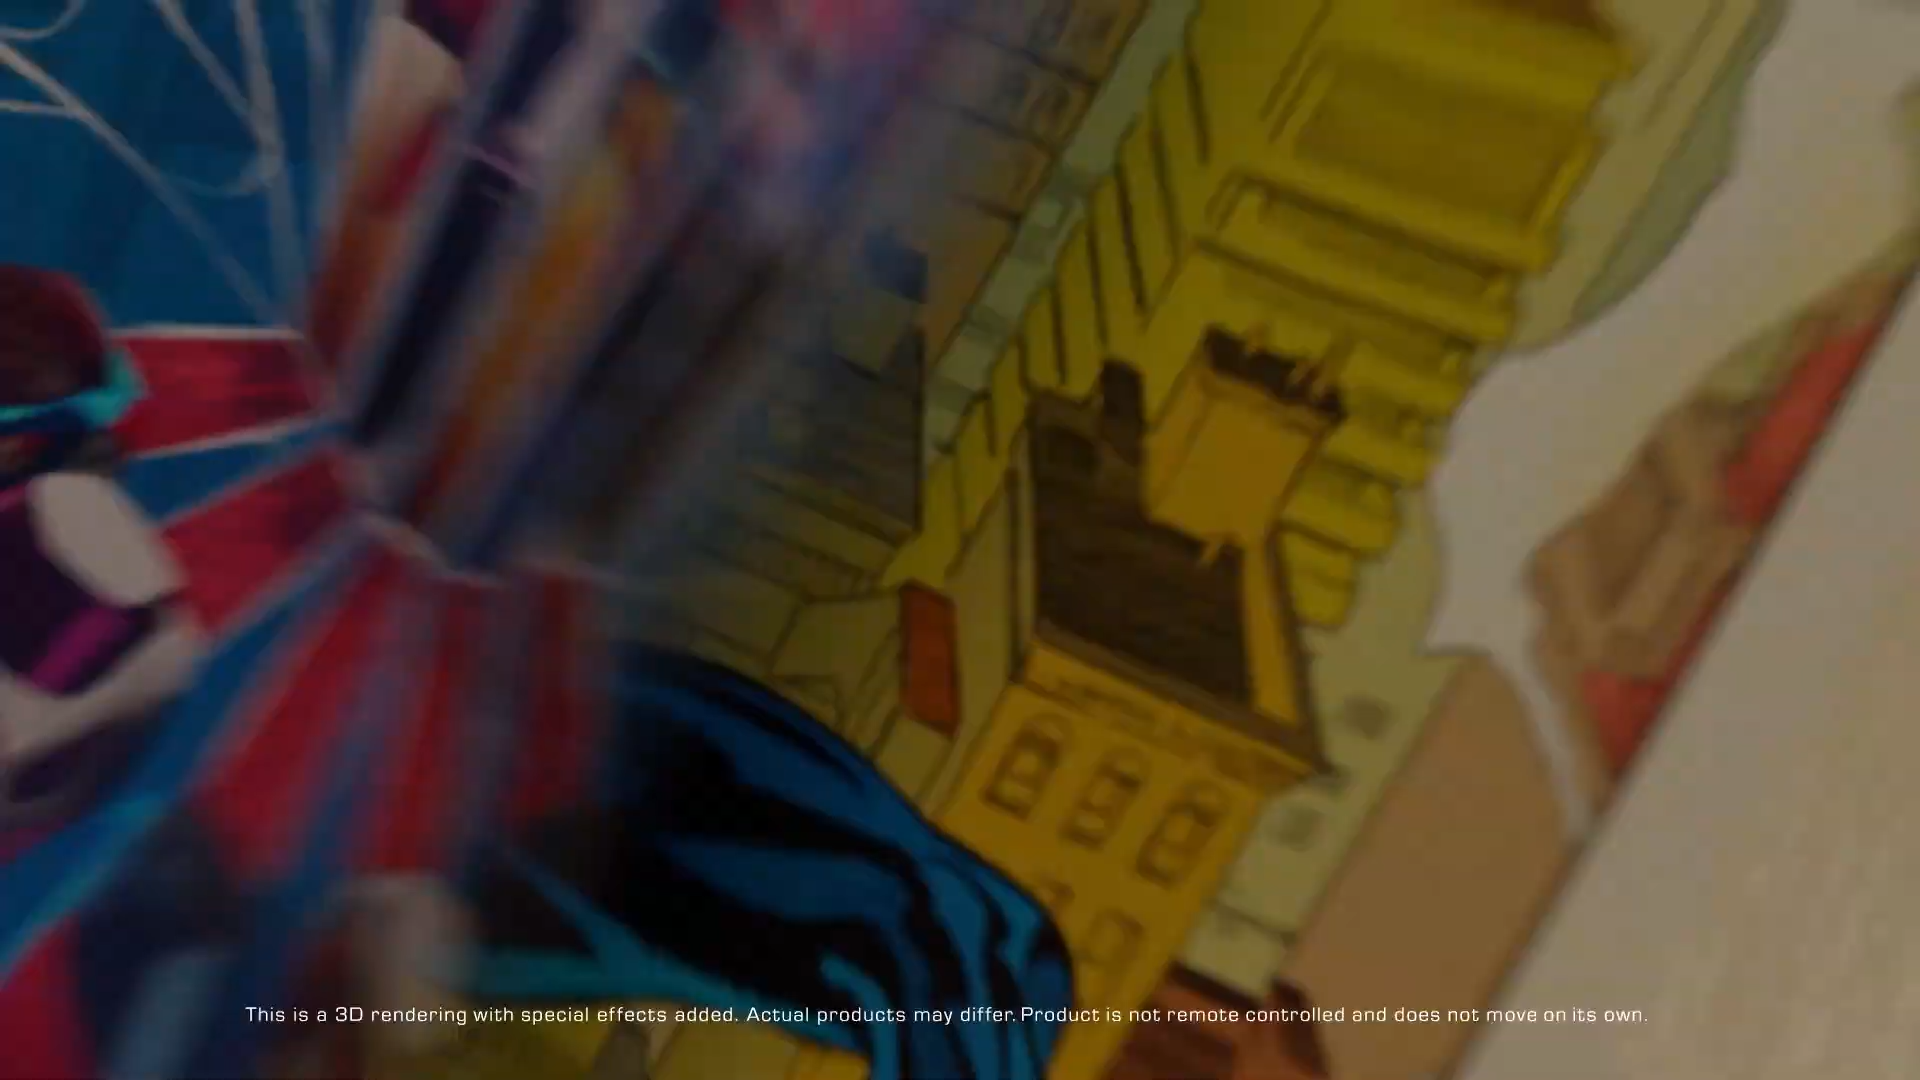 This is a 3D rendering with special effects added. Actual products may differ. Product is not remote controlled and does not move on its own.